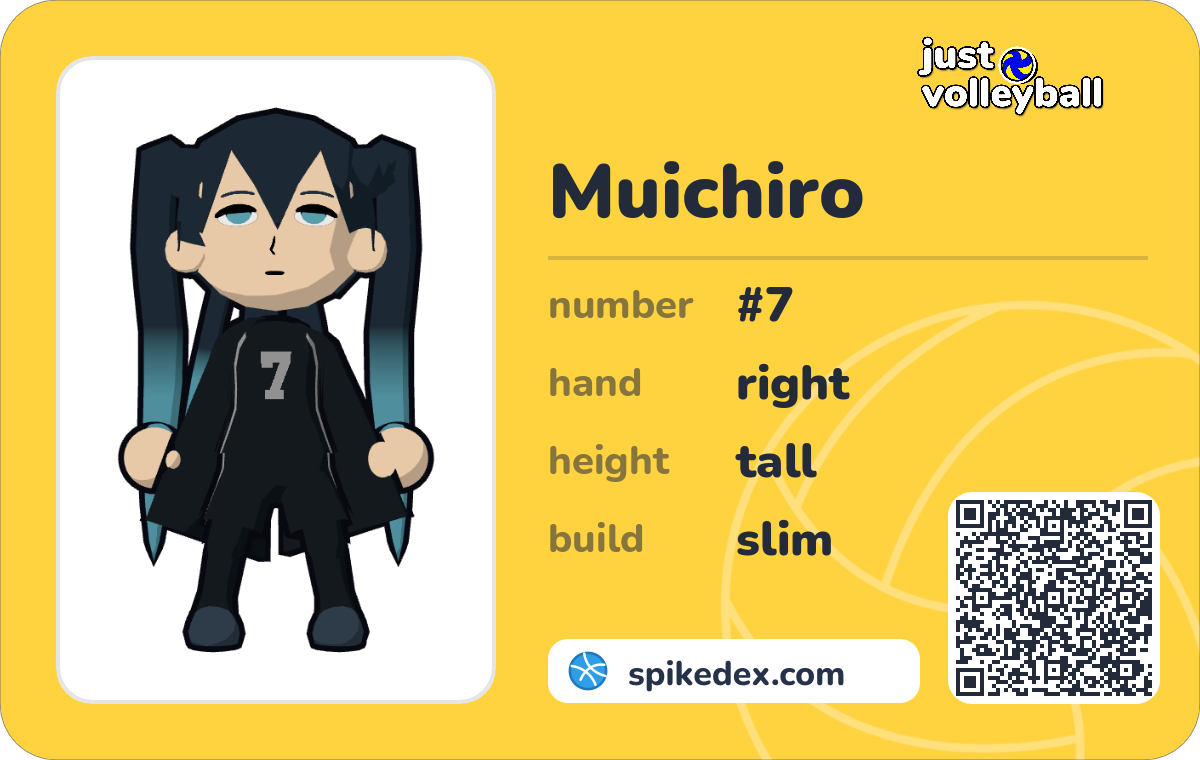 just
volleyball
Muichiro
number #7
hand right
height tall
build slim
7
spikedex.com